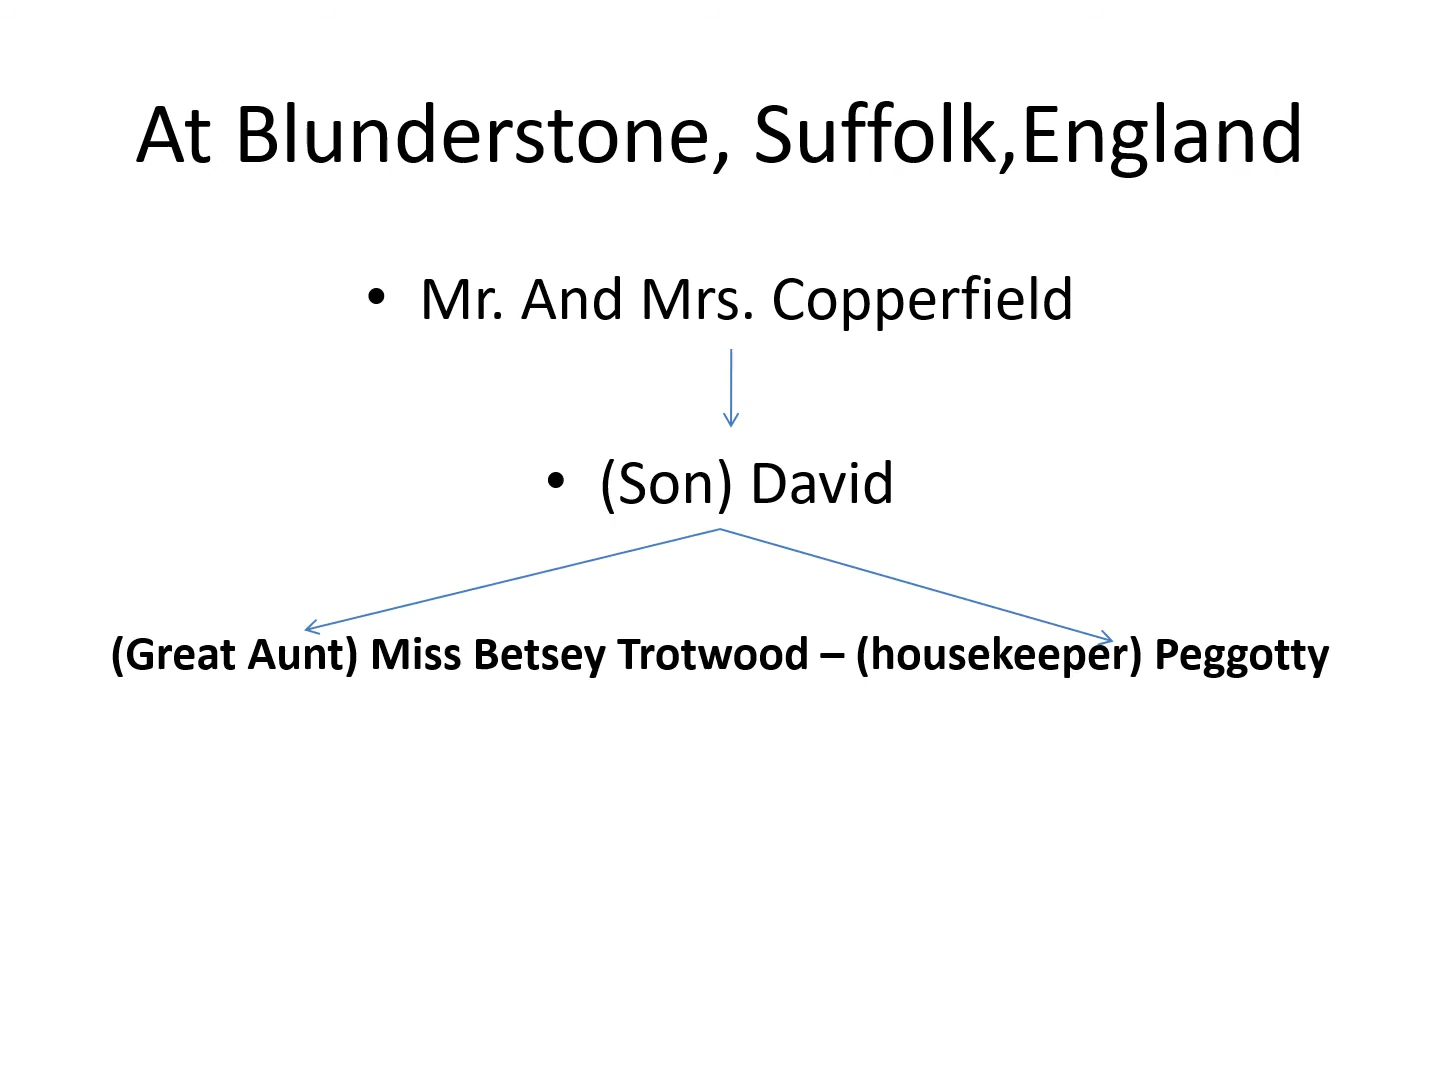 At Blunderstone, Suffolk,England
• Mr. And Mrs. Copperfield
• (Son) David
(Great Aunt) Miss Betsey Trotwood – (housekeeper) Peggotty